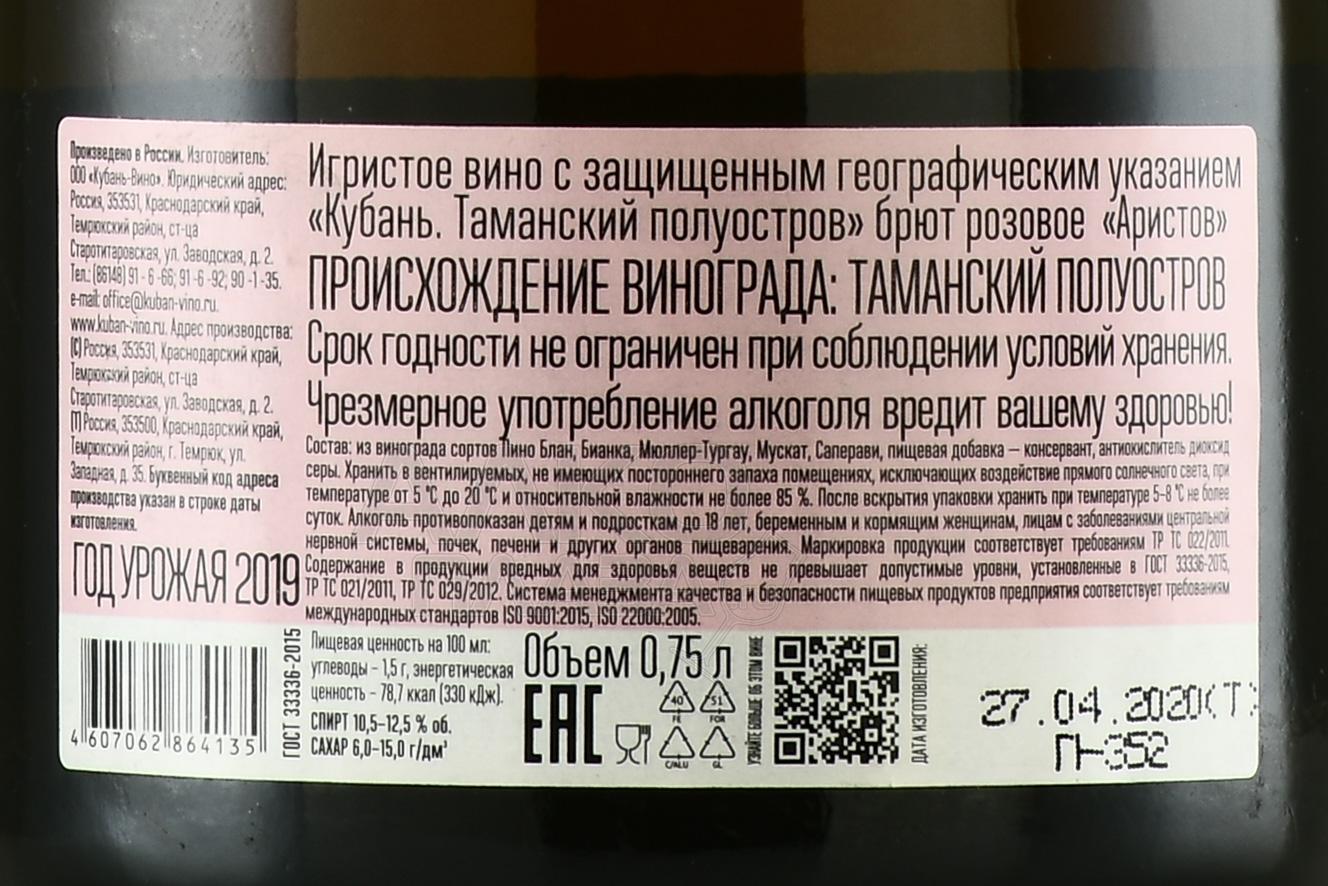 Произведено в России. Изготовитель:
ООО «Кубань-Вино». Юридический адрес:
Россия, 353531, Краснодарский край,
Темрюкский район, ст-ца
Старотитаровская, ул. Заводская, д. 2.
Тел.: (86148) 91 - 6 -66; 91 -6 -92; 90 -1 -35.
e-mail: office@kuban-vino.ru.
www.kuban-vino.ru. Адрес производства:
(С) Россия, 353531, Краснодарский край,
Темрюкский район, ст-ца
Старотитаровская, ул. Заводская, д. 2.
(Т) Россия, 353500, Краснодарский край,
Темрюкский район, г. Темрюк, ул.
Западная, д. 35. Буквенный код адреса
производства указан в строке даты
изготовления.
ГОД УРОЖАЯ 2019
Игристое вино с защищенным географическим указанием
«Кубань. Таманский полуостров» брют розовое «Аристов»
ПРОИСХОЖДЕНИЕ ВИНОГРАДА: ТАМАНСКИЙ ПОЛУОСТРОВ
Срок годности не ограничен при соблюдении условий хранения.
Чрезмерное употребление алкоголя вредит вашему здоровью!
Состав: из винограда сортов Пино Блан, Бианка, Мюллер-Тургау, Мускат, Саперави, пищевая добавка – консервант, антиокислитель диоксид
серы. Хранить в вентилируемых, не имеющих постороннего запаха помещениях, исключающих воздействие прямого солнечного света, при
температуре от 5 °С до 20 °С и относительной влажности не более 85 %. После вскрытия упаковки хранить при температуре 5-8 °С не более
суток. Алкоголь противопоказан детям и подросткам до 18 лет, беременным и кормящим женщинам, лицам с заболеваниями центральной
нервной системы, почек, печени и других органов пищеварения. Маркировка продукции соответствует требованиям ТР ТС 022/2011.
Содержание в продукции вредных для здоровья веществ не превышает допустимые уровни, установленные в ГОСТ 33336-2015,
ТР ТС 021/2011, ТР ТС 029/2012. Система менеджмента качества и безопасности пищевых продуктов предприятия соответствует требованиям
международных стандартов ISO 9001:2015, ISO 22000:2005.
4 607062 864135
ГОСТ 33336-2015
Пищевая ценность на 100 мл:
углеводы – 1,5 г, энергетическая
ценность – 78,7 ккал (330 кДж).
СПИРТ 10,5-12,5 % об.
САХАР 6,0-15,0 г/дм³
Объем 0,75 л
EAC
40
FE
51
FOR
C/ALU
GL
УЗНАЙТЕ БОЛЬШЕ ОБ ЭТОМ ВИНЕ
ДАТА ИЗГОТОВЛЕНИЯ:
27.04.2020(Т)
П-352